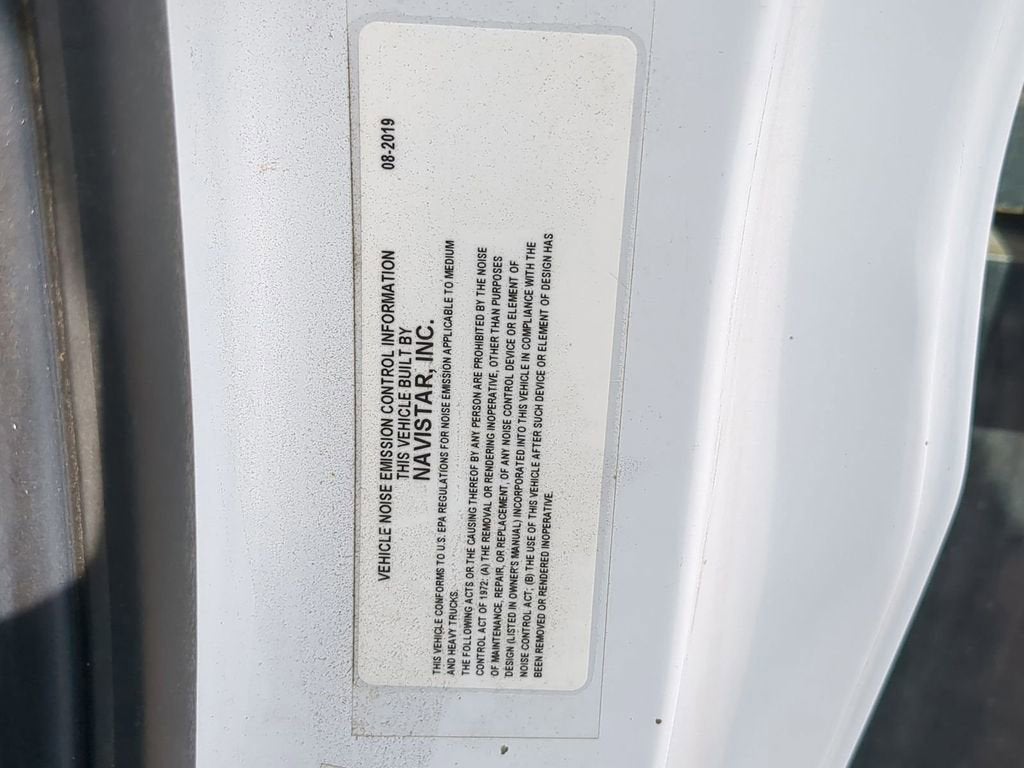 08-2019
VEHICLE NOISE EMISSION CONTROL INFORMATION
THIS VEHICLE BUILT BY
NAVISTAR, INC.
THIS VEHICLE CONFORMS TO U.S. EPA REGULATIONS FOR NOISE EMISSION APPLICABLE TO MEDIUM
AND HEAVY TRUCKS.
THE FOLLOWING ACTS OR THE CAUSING THEREOF BY ANY PERSON ARE PROHIBITED BY THE NOISE
CONTROL ACT OF 1972: (A) THE REMOVAL OR RENDERING INOPERATIVE, OTHER THAN PURPOSES
OF MAINTENANCE, REPAIR, OR REPLACEMENT, OF ANY NOISE CONTROL DEVICE OR ELEMENT OF
DESIGN (LISTED IN OWNER'S MANUAL) INCORPORATED INTO THIS VEHICLE IN COMPLIANCE WITH THE
NOISE CONTROL ACT; (B) THE USE OF THIS VEHICLE AFTER SUCH DEVICE OR ELEMENT OF DESIGN HAS
BEEN REMOVED OR RENDERED INOPERATIVE.